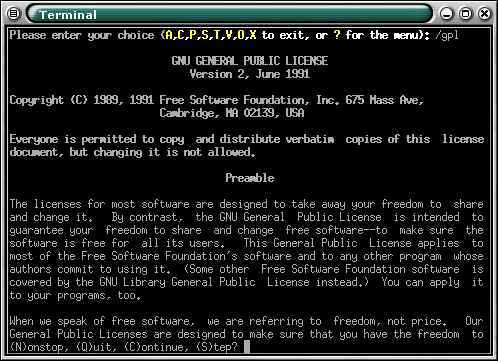 Terminal
Please enter your choice (A,C,P,S,T,V,O,X to exit, or ? for the menu): /gpl
GNU GENERAL PUBLIC LICENSE
Version 2, June 1991
Copyright (C) 1989, 1991 Free Software Foundation, Inc. 675 Mass Ave,
Cambridge, MA 02139, USA
Everyone is permitted to copy  and distribute verbatim  copies of this  license
document, but changing it is not allowed.
Preamble
The licenses for most software are designed to take away your freedom to  share
and change it.  By contrast,  the GNU General  Public License  is intended  to
guarantee your  freedom to share  and change  free software--to  make sure  the
software is free for  all its users.  This General Public  License applies  to
most of the Free Software Foundation's software and to any other program  whose
authors commit to using it.  (Some other  Free Software Foundation software  is
covered by the GNU Library General Public  License instead.)  You can apply  it
to your programs, too.
When we speak of free software,  we are referring to  freedom, not price.  Our
General Public Licenses are designed to make sure that you have the freedom  to
(N)onstop, (Q)uit, (C)ontinue, (S)tep?